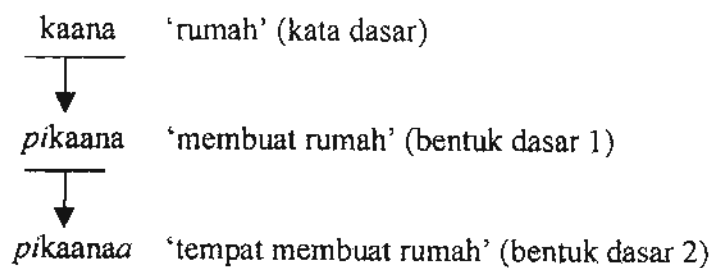 kaana 'rumah' (kata dasar)
pikaana 'membuat rumah' (bentuk dasar 1)
pikaanaa 'tempat membuat rumah' (bentuk dasar 2)